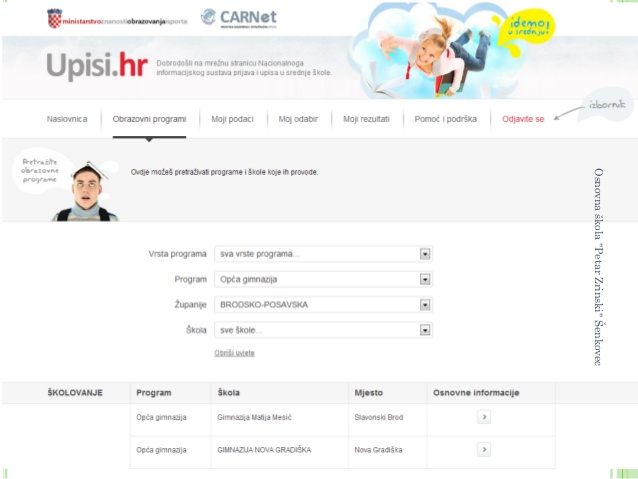 ministarstvoznanostiobrazovanjaisporta
CARNet
idemo!
u srednju!
Upisi.hr
Dobrodošli na mrežnu stranicu Nacionalnoga
informacijskog sustava prijava i upisa u srednje škole.
izbornik
Naslovnica
Obrazovni programi
Moji podaci
Moj odabir
Moji rezultati
Pomoć i podrška
Odjavite se
Pretražite
obrazovne
programe
Ovdje možeš pretraživati programe i škole koje ih provode.
Osnovna škola "Petar Zrinski" Šenkovec
Vrsta programa sva vrste programa...
Program Opća gimnazija
Županije BRODSKO-POSAVSKA
Škola sve škole...
Obriši uvjete
ŠKOLOVANJE Program Škola Mjesto Osnovne informacije
Opća gimnazija Gimnazija Matija Mesić Slavonski Brod
Opća gimnazija GIMNAZIJA NOVA GRADIŠKA Nova Gradiška